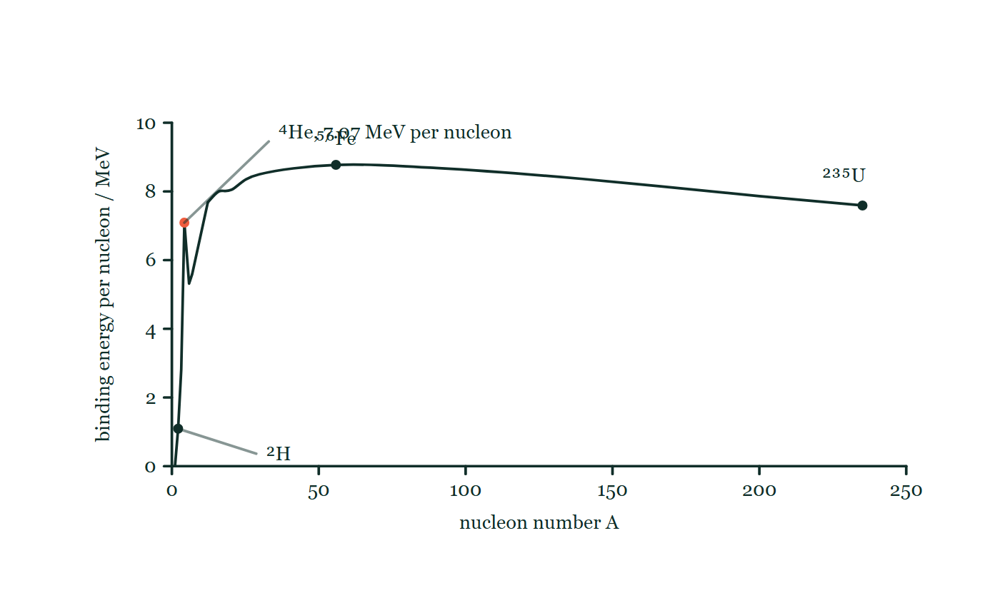 ⁴He, 7.07 MeV per nucleon
⁵⁶Fe
²³⁵U
²H
10
8
6
4
2
0
binding energy per nucleon / MeV
0
50
100
150
200
250
nucleon number A